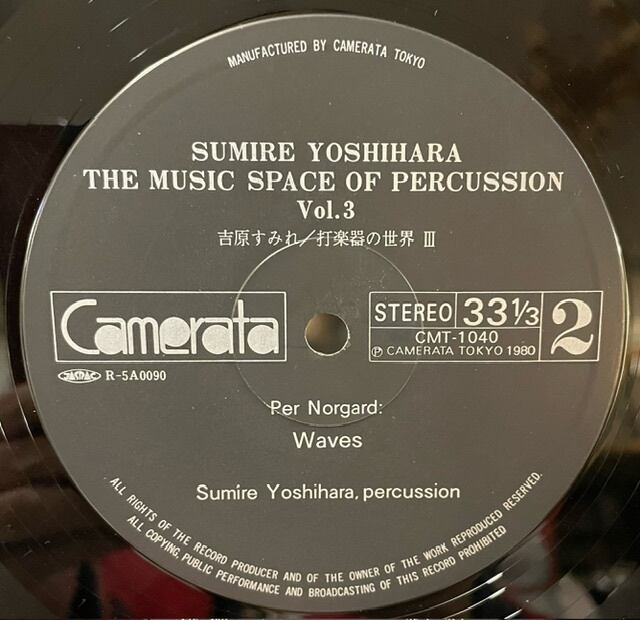 MANUFACTURED BY CAMERATA TOKYO
SUMIRE YOSHIHARA
THE MUSIC SPACE OF PERCUSSION
Vol.3
吉原すみれ/打楽器の世界 III
Camerata
STEREO 33⅓ 2
CMT-1040
Ⓟ CAMERATA TOKYO 1980
JASRAC R-5A0090
Per Norgard:
Waves
Sumire Yoshihara, percussion
ALL RIGHTS OF THE RECORD PRODUCER AND OF THE OWNER OF THE WORK REPRODUCED RESERVED.
ALL COPYING, PUBLIC PERFORMANCE AND BROADCASTING OF THIS RECORD PROHIBITED